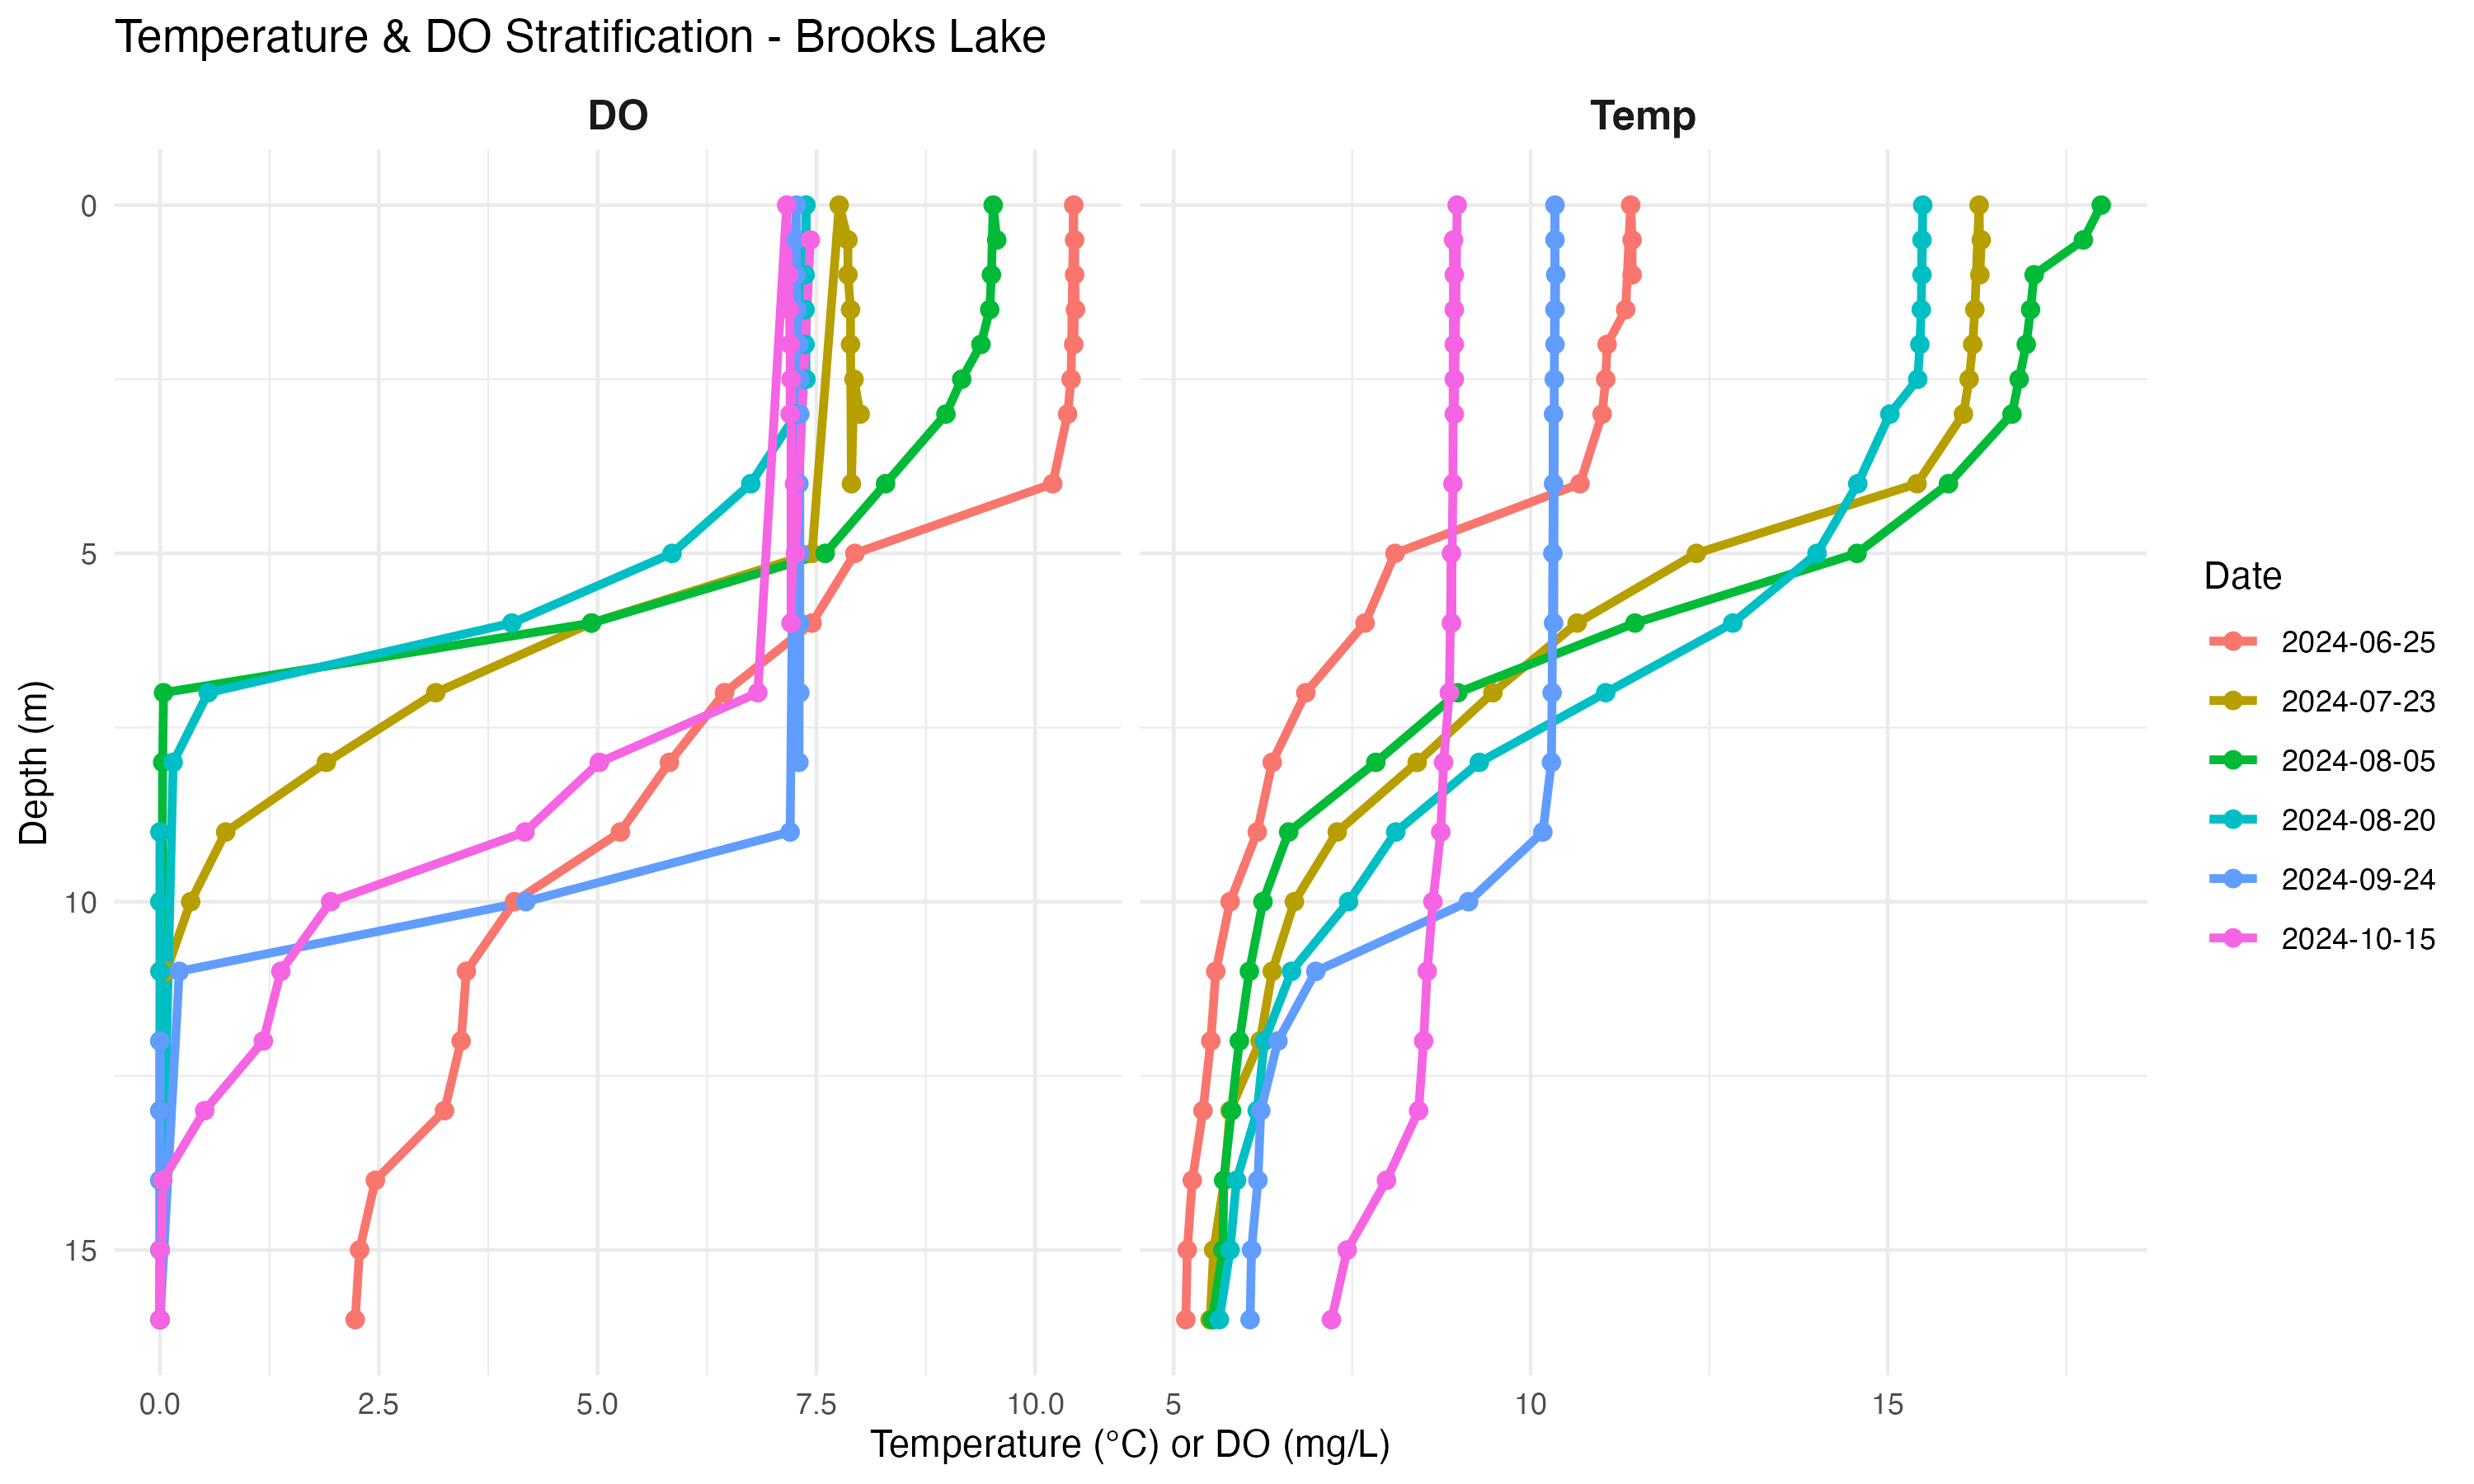 Temperature & DO Stratification - Brooks Lake
DO
Temp
Depth (m)
0
5
10
15
0.0 2.5 5.0 7.5 10.0
5 10 15
Temperature (°C) or DO (mg/L)
Date
2024-06-25
2024-07-23
2024-08-05
2024-08-20
2024-09-24
2024-10-15